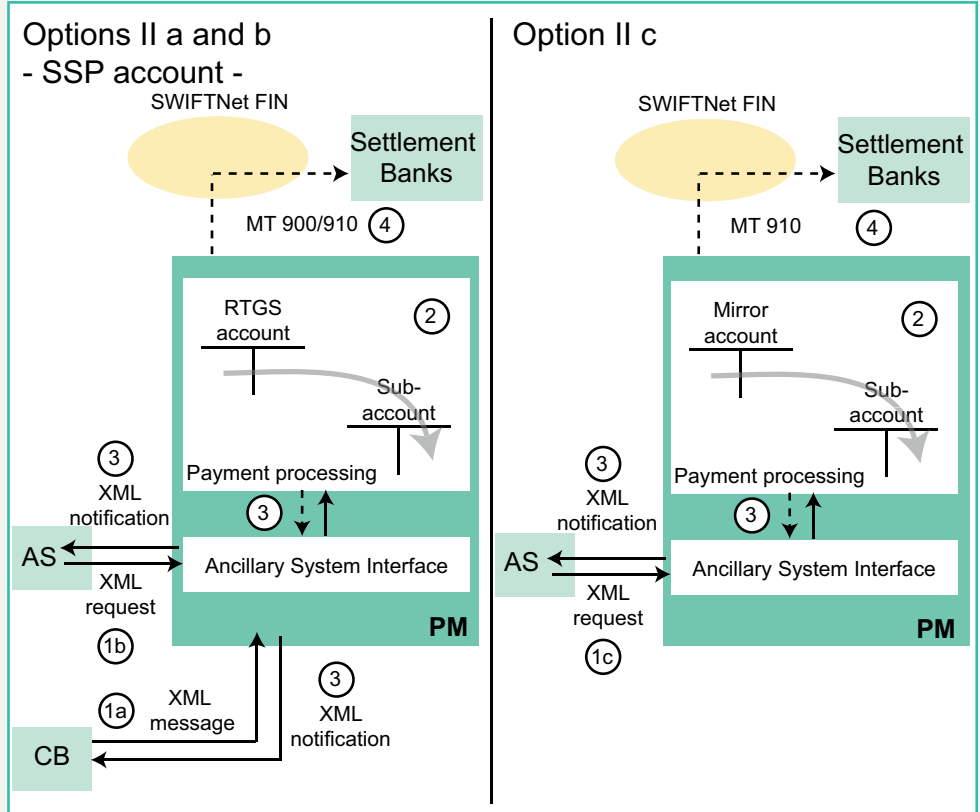 Options II a and b
- SSP account -
SWIFTNet FIN
Settlement
Banks
MT 900/910
4
RTGS
account
2
Sub-
account
Payment processing
3
3
XML
notification
AS
Ancillary System Interface
XML
request
PM
1b
3
1a
XML
message
XML
notification
CB
Option II c
SWIFTNet FIN
Settlement
Banks
MT 910
4
Mirror
account
2
Sub-
account
Payment processing
3
3
XML
notification
AS
Ancillary System Interface
XML
request
PM
1c